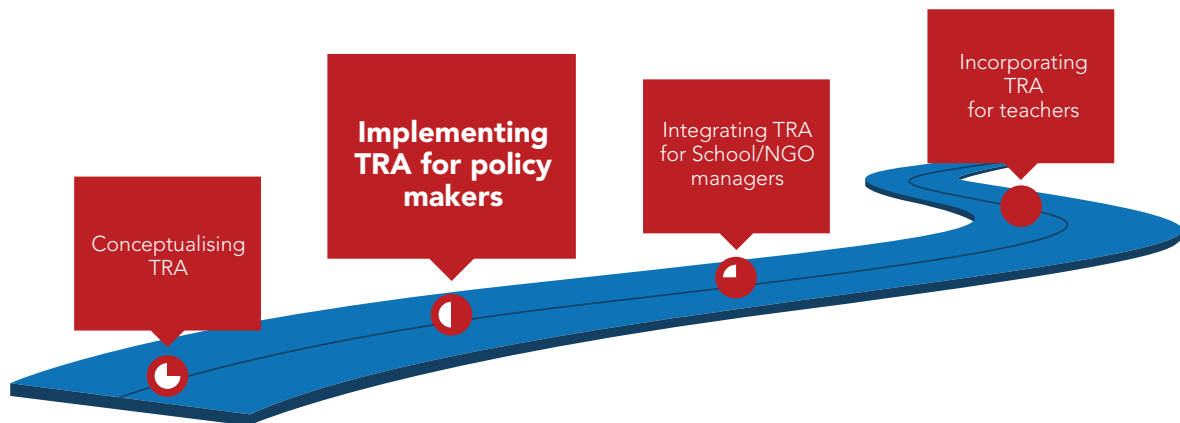 Conceptualising
TRA
Implementing
TRA for policy
makers
Integrating TRA
for School/NGO
managers
Incorporating
TRA
for teachers